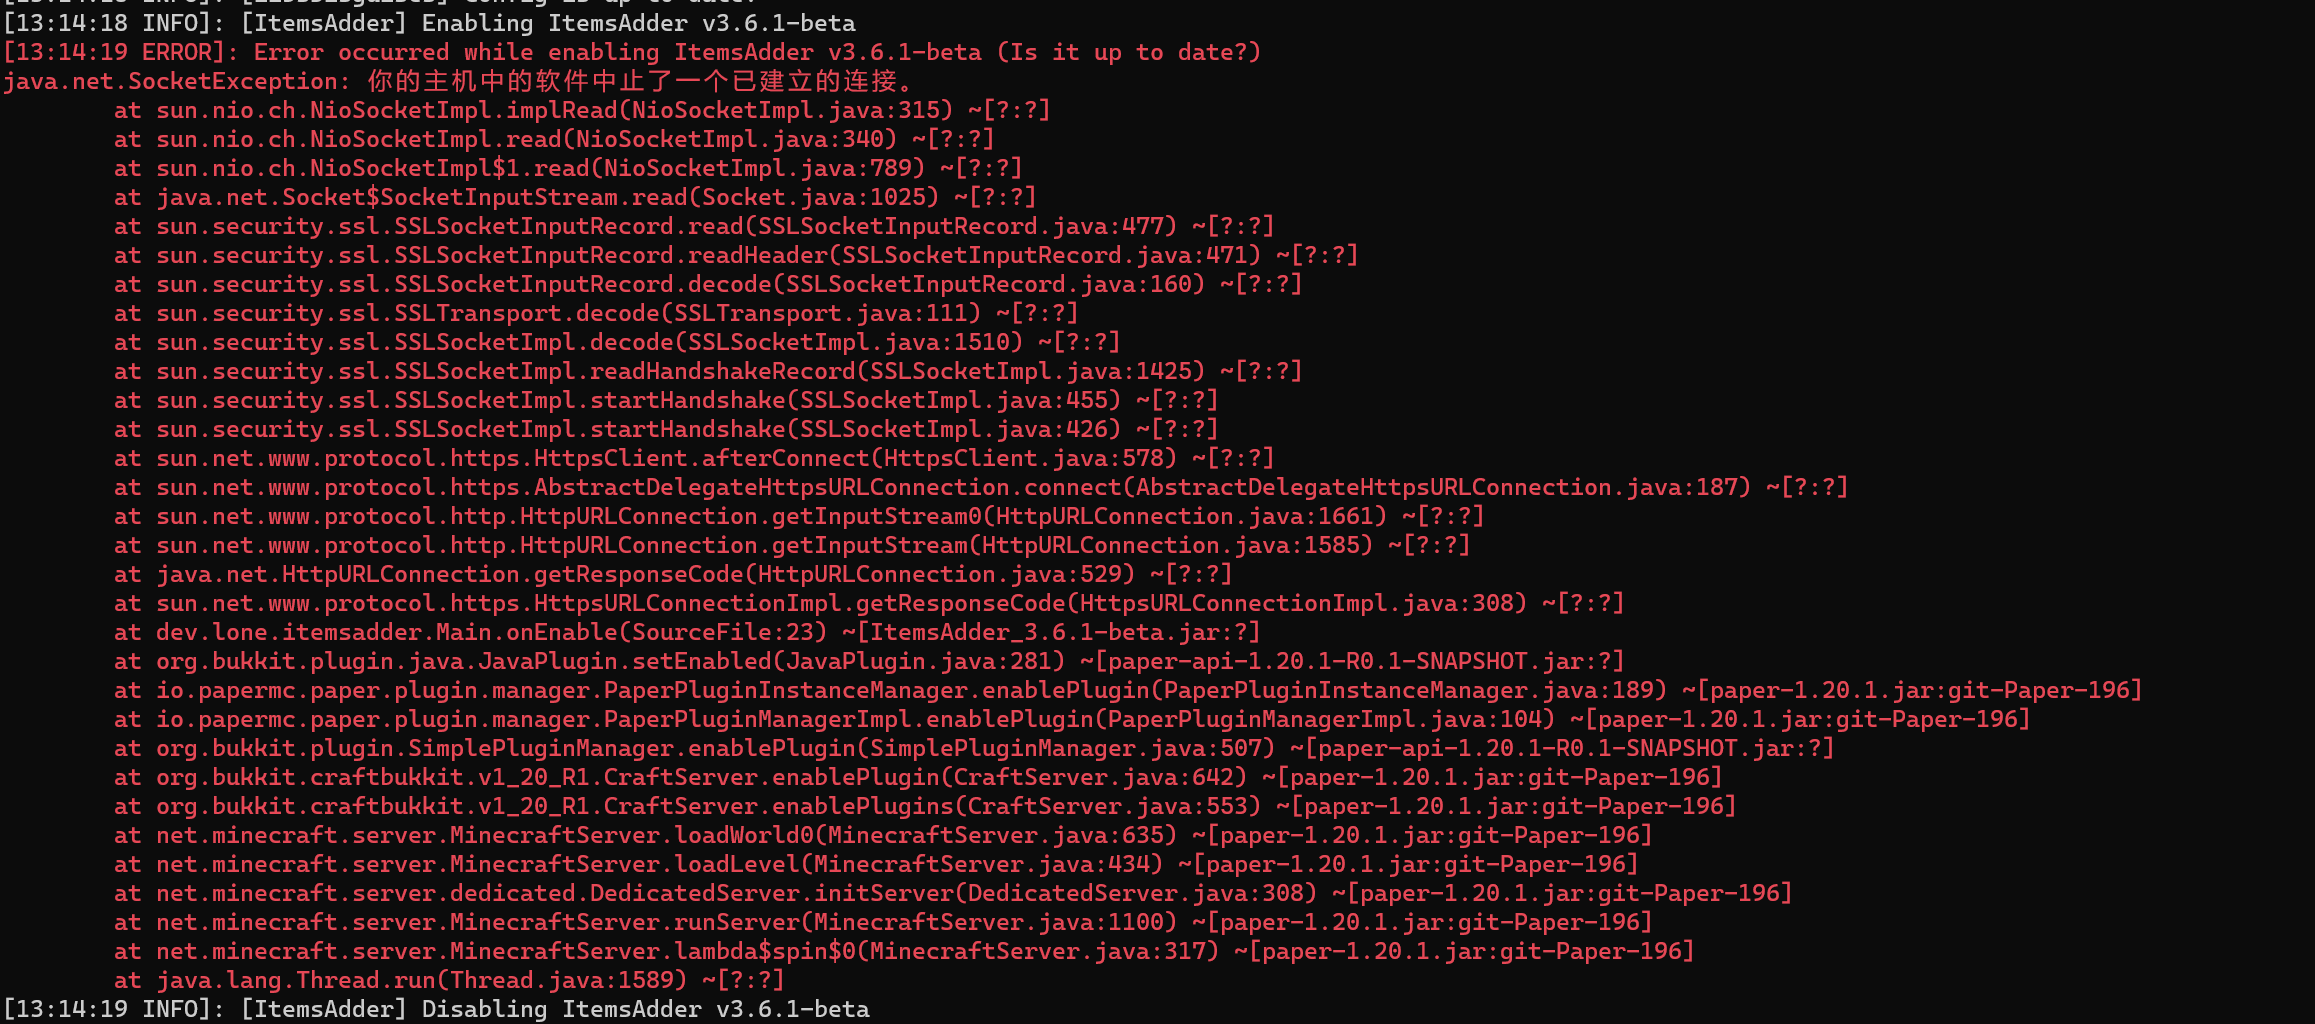 [13:14:18 INFO]: [ItemsAdder] Enabling ItemsAdder v3.6.1-beta
[13:14:19 ERROR]: Error occurred while enabling ItemsAdder v3.6.1-beta (Is it up to date?)
java.net.SocketException: 你的主机中的软件中止了一个已建立的连接。
at sun.nio.ch.NioSocketImpl.implRead(NioSocketImpl.java:315) ~[?:?]
at sun.nio.ch.NioSocketImpl.read(NioSocketImpl.java:340) ~[?:?]
at sun.nio.ch.NioSocketImpl$1.read(NioSocketImpl.java:789) ~[?:?]
at java.net.Socket$SocketInputStream.read(Socket.java:1025) ~[?:?]
at sun.security.ssl.SSLSocketInputRecord.read(SSLSocketInputRecord.java:477) ~[?:?]
at sun.security.ssl.SSLSocketInputRecord.readHeader(SSLSocketInputRecord.java:471) ~[?:?]
at sun.security.ssl.SSLSocketInputRecord.decode(SSLSocketInputRecord.java:160) ~[?:?]
at sun.security.ssl.SSLTransport.decode(SSLTransport.java:111) ~[?:?]
at sun.security.ssl.SSLSocketImpl.decode(SSLSocketImpl.java:1510) ~[?:?]
at sun.security.ssl.SSLSocketImpl.readHandshakeRecord(SSLSocketImpl.java:1425) ~[?:?]
at sun.security.ssl.SSLSocketImpl.startHandshake(SSLSocketImpl.java:455) ~[?:?]
at sun.security.ssl.SSLSocketImpl.startHandshake(SSLSocketImpl.java:426) ~[?:?]
at sun.net.www.protocol.https.HttpsClient.afterConnect(HttpsClient.java:578) ~[?:?]
at sun.net.www.protocol.https.AbstractDelegateHttpsURLConnection.connect(AbstractDelegateHttpsURLConnection.java:187) ~[?:?]
at sun.net.www.protocol.http.HttpURLConnection.getInputStream0(HttpURLConnection.java:1661) ~[?:?]
at sun.net.www.protocol.http.HttpURLConnection.getInputStream(HttpURLConnection.java:1585) ~[?:?]
at java.net.HttpURLConnection.getResponseCode(HttpURLConnection.java:529) ~[?:?]
at sun.net.www.protocol.https.HttpsURLConnectionImpl.getResponseCode(HttpsURLConnectionImpl.java:308) ~[?:?]
at dev.lone.itemsadder.Main.onEnable(SourceFile:23) ~[ItemsAdder_3.6.1-beta.jar:?]
at org.bukkit.plugin.java.JavaPlugin.setEnabled(JavaPlugin.java:281) ~[paper-api-1.20.1-R0.1-SNAPSHOT.jar:?]
at io.papermc.paper.plugin.manager.PaperPluginInstanceManager.enablePlugin(PaperPluginInstanceManager.java:189) ~[paper-1.20.1.jar:git-Paper-196]
at io.papermc.paper.plugin.manager.PaperPluginManagerImpl.enablePlugin(PaperPluginManagerImpl.java:104) ~[paper-1.20.1.jar:git-Paper-196]
at org.bukkit.plugin.SimplePluginManager.enablePlugin(SimplePluginManager.java:507) ~[paper-api-1.20.1-R0.1-SNAPSHOT.jar:?]
at org.bukkit.craftbukkit.v1_20_R1.CraftServer.enablePlugin(CraftServer.java:642) ~[paper-1.20.1.jar:git-Paper-196]
at org.bukkit.craftbukkit.v1_20_R1.CraftServer.enablePlugins(CraftServer.java:553) ~[paper-1.20.1.jar:git-Paper-196]
at net.minecraft.server.MinecraftServer.loadWorld0(MinecraftServer.java:635) ~[paper-1.20.1.jar:git-Paper-196]
at net.minecraft.server.MinecraftServer.loadLevel(MinecraftServer.java:434) ~[paper-1.20.1.jar:git-Paper-196]
at net.minecraft.server.dedicated.DedicatedServer.initServer(DedicatedServer.java:308) ~[paper-1.20.1.jar:git-Paper-196]
at net.minecraft.server.MinecraftServer.runServer(MinecraftServer.java:1100) ~[paper-1.20.1.jar:git-Paper-196]
at net.minecraft.server.MinecraftServer.lambda$spin$0(MinecraftServer.java:317) ~[paper-1.20.1.jar:git-Paper-196]
at java.lang.Thread.run(Thread.java:1589) ~[?:?]
[13:14:19 INFO]: [ItemsAdder] Disabling ItemsAdder v3.6.1-beta